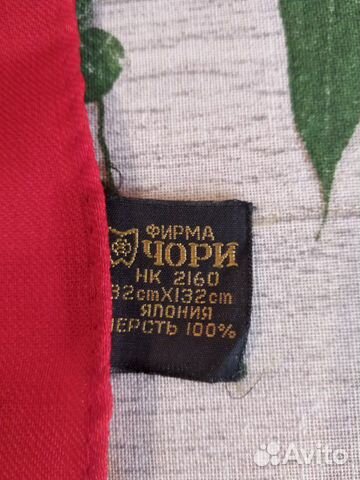 ФИРМА
ЧОРИ
НК 2160
32cmX132cm
ЯПОНИЯ
ЕРСТЬ 100%
Avito